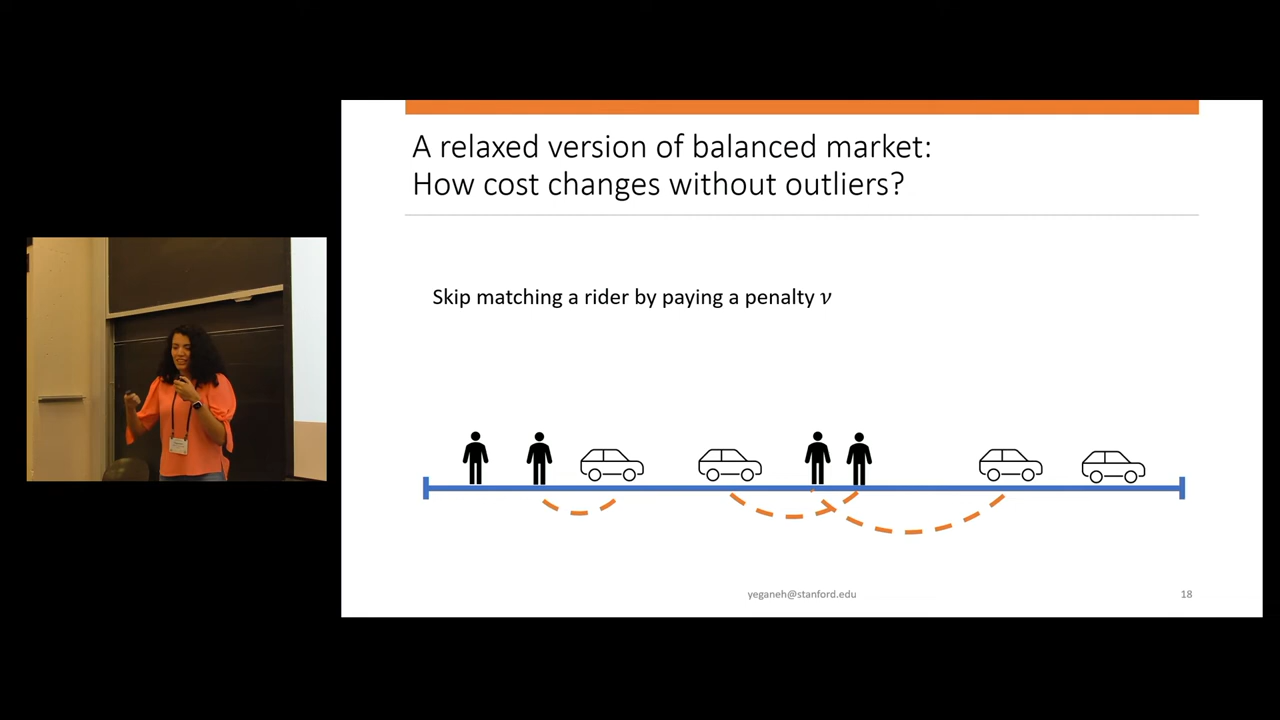 A relaxed version of balanced market:
How cost changes without outliers?
Skip matching a rider by paying a penalty ν
yeganeh@stanford.edu
18